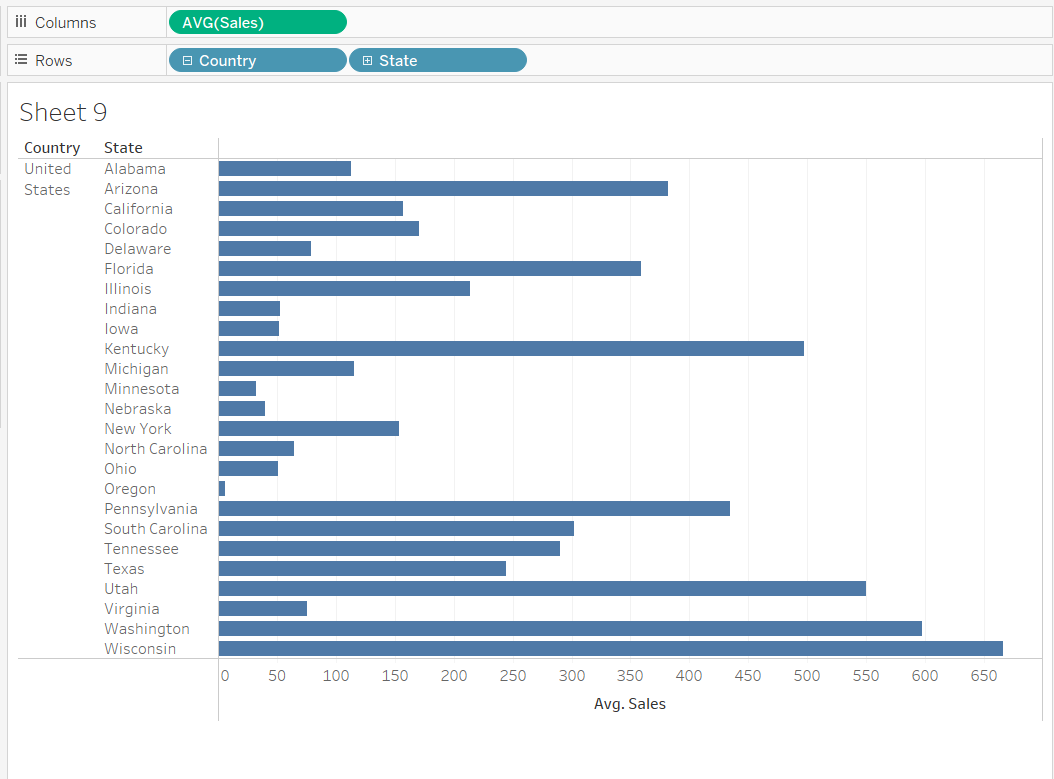 Columns AVG(Sales)
Rows Country State
Sheet 9
Country State
United Alabama
States Arizona
California
Colorado
Delaware
Florida
Illinois
Indiana
Iowa
Kentucky
Michigan
Minnesota
Nebraska
New York
North Carolina
Ohio
Oregon
Pennsylvania
South Carolina
Tennessee
Texas
Utah
Virginia
Washington
Wisconsin
0 50 100 150 200 250 300 350 400 450 500 550 600 650
Avg. Sales